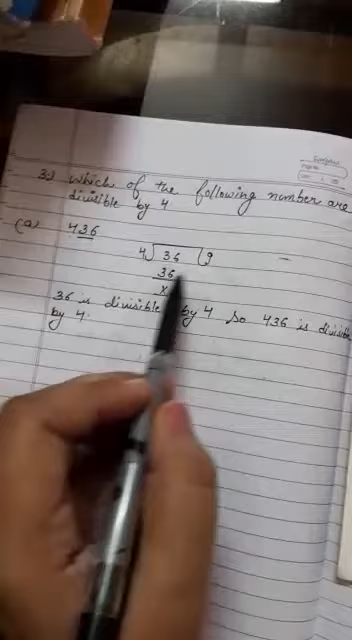 3) Which of the following number are
divisible by 4
(a) 436
4) 36 (9
36
x
36 is divisible by 4 so 436 is divisible
by 4.